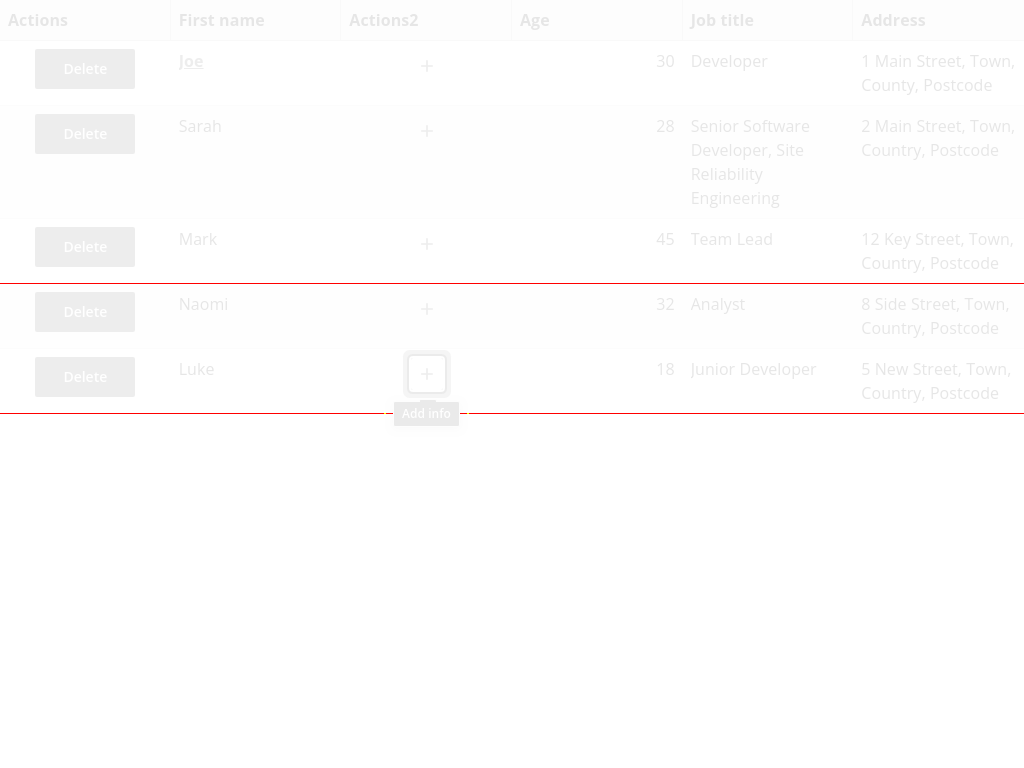 Actions First name Actions2 Age Job title Address
Delete Joe + 30 Developer 1 Main Street, Town,
County, Postcode
Delete Sarah + 28 Senior Software 2 Main Street, Town,
Developer, Site Country, Postcode
Reliability
Engineering
Delete Mark + 45 Team Lead 12 Key Street, Town,
Country, Postcode
Delete Naomi + 32 Analyst 8 Side Street, Town,
Country, Postcode
Delete Luke + 18 Junior Developer 5 New Street, Town,
Country, Postcode
Add info